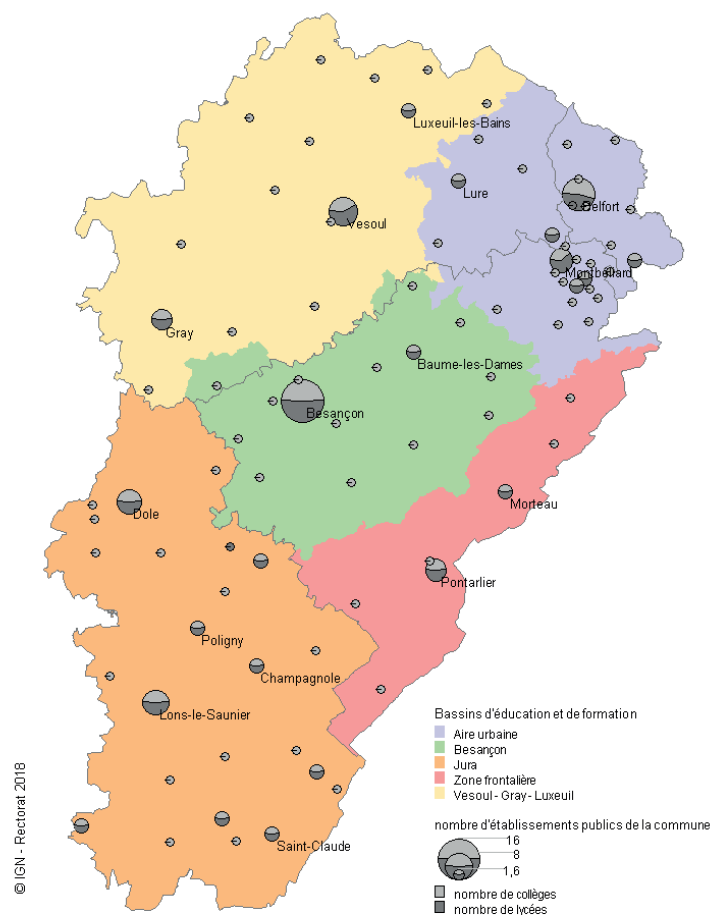 Luxeuil-les-Bains
Lure
Belfort
Vesoul
Montbéliard
Gray
Baume-les-Dames
Besançon
Morteau
Dole
Pontarlier
Poligny
Champagnole
Lons-le-Saunier
Saint-Claude
Bassins d'éducation et de formation
Aire urbaine
Besançon
Jura
Zone frontalière
Vesoul - Gray - Luxeuil
nombre d'établissements publics de la commune
16
8
1,6
nombre de collèges
nombre de lycées
© IGN - Rectorat 2018